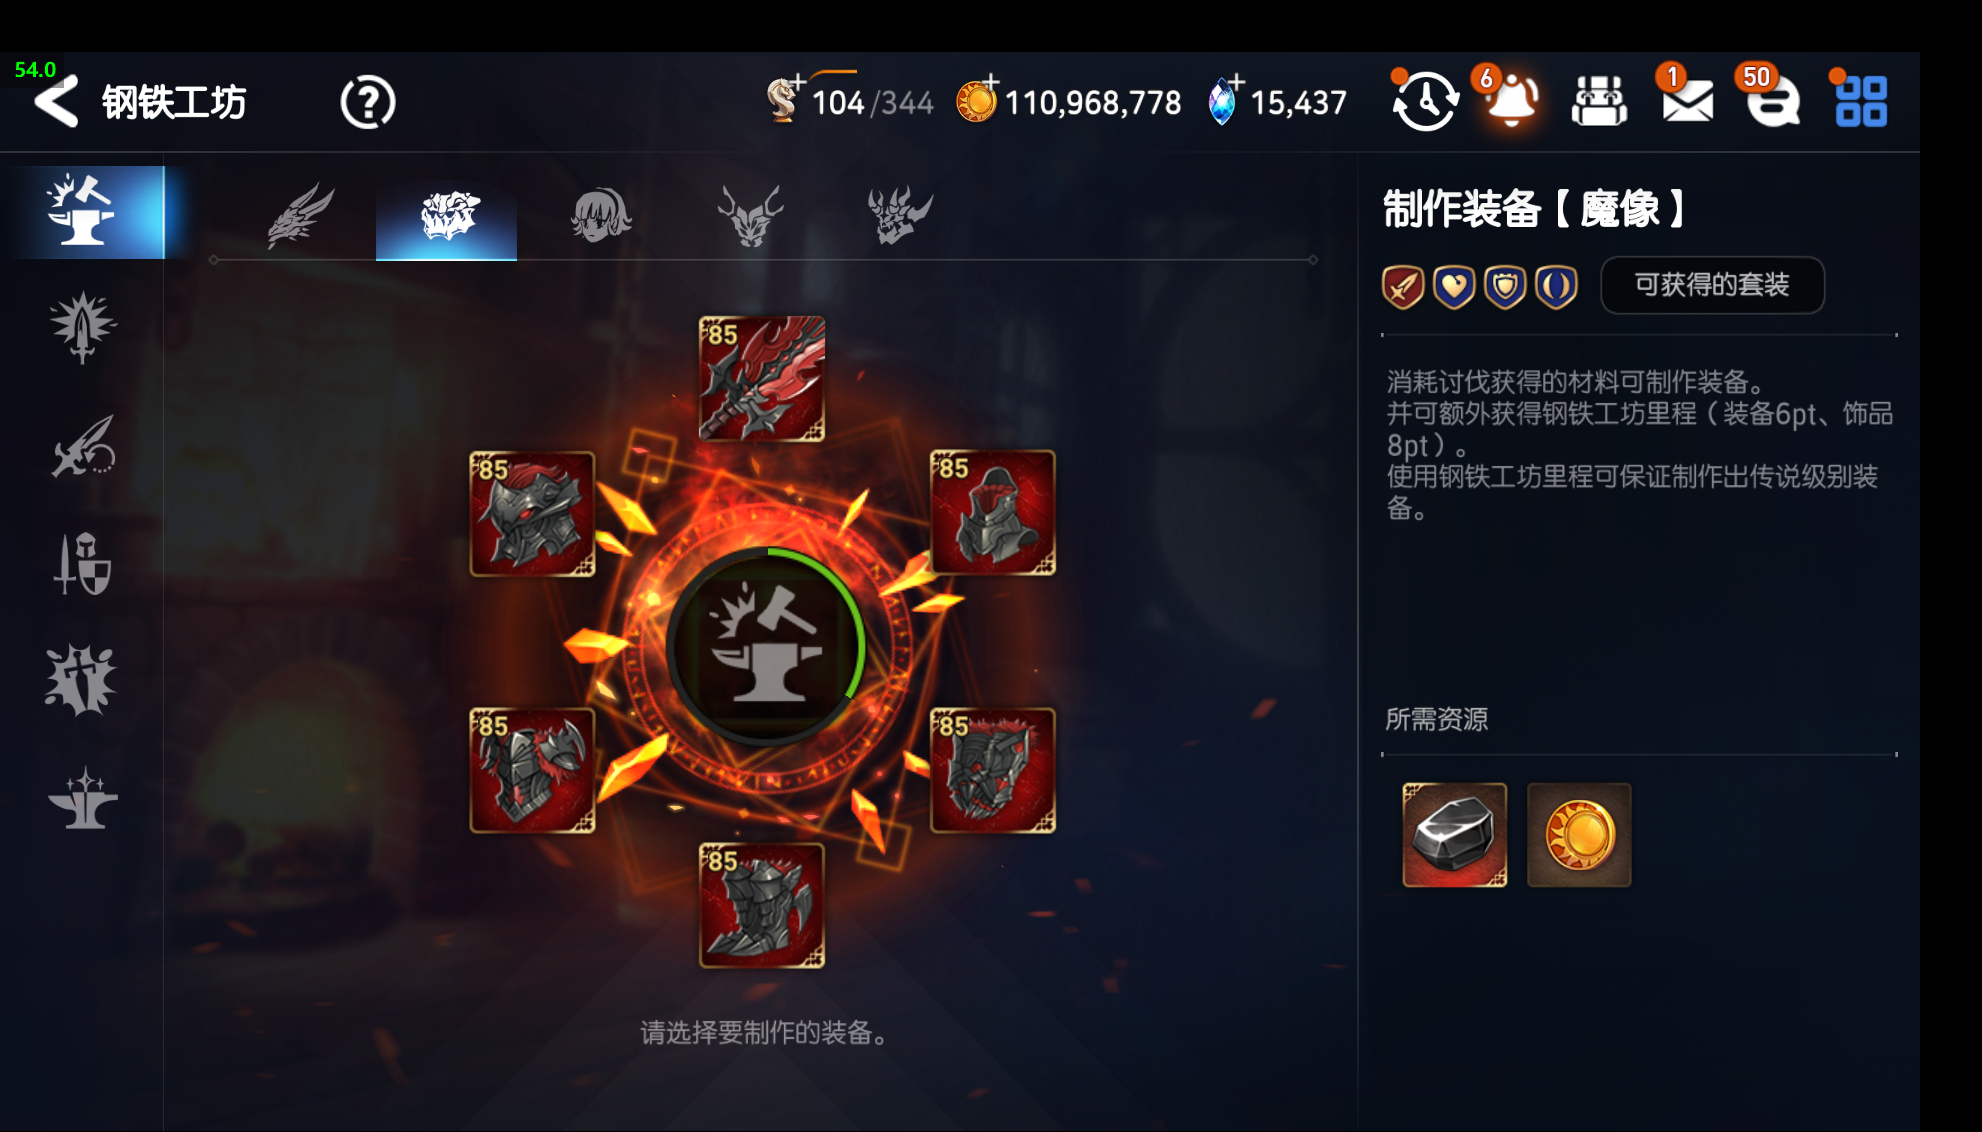 54.0
钢铁工坊
104/344
110,968,778
15,437
6
1
50
制作装备【魔像】
可获得的套装
消耗讨伐获得的材料可制作装备。
并可额外获得钢铁工坊里程（装备6pt、饰品
8pt）。
使用钢铁工坊里程可保证制作出传说级别装
备。
85
85
85
85
85
85
所需资源
请选择要制作的装备。